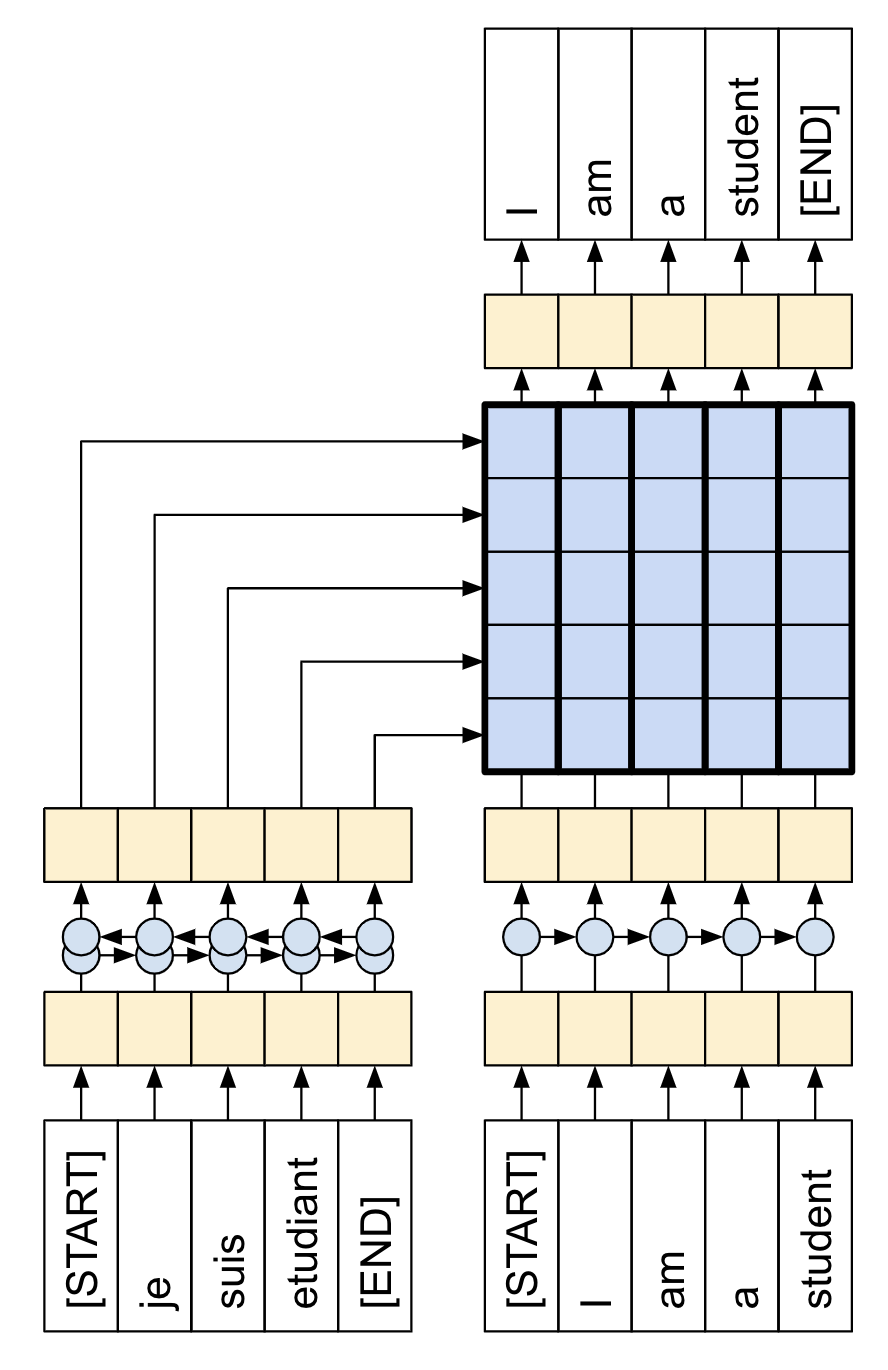 I
am
a
student
[END]
[START]
je
suis
etudiant
[END]
[START]
I
am
a
student